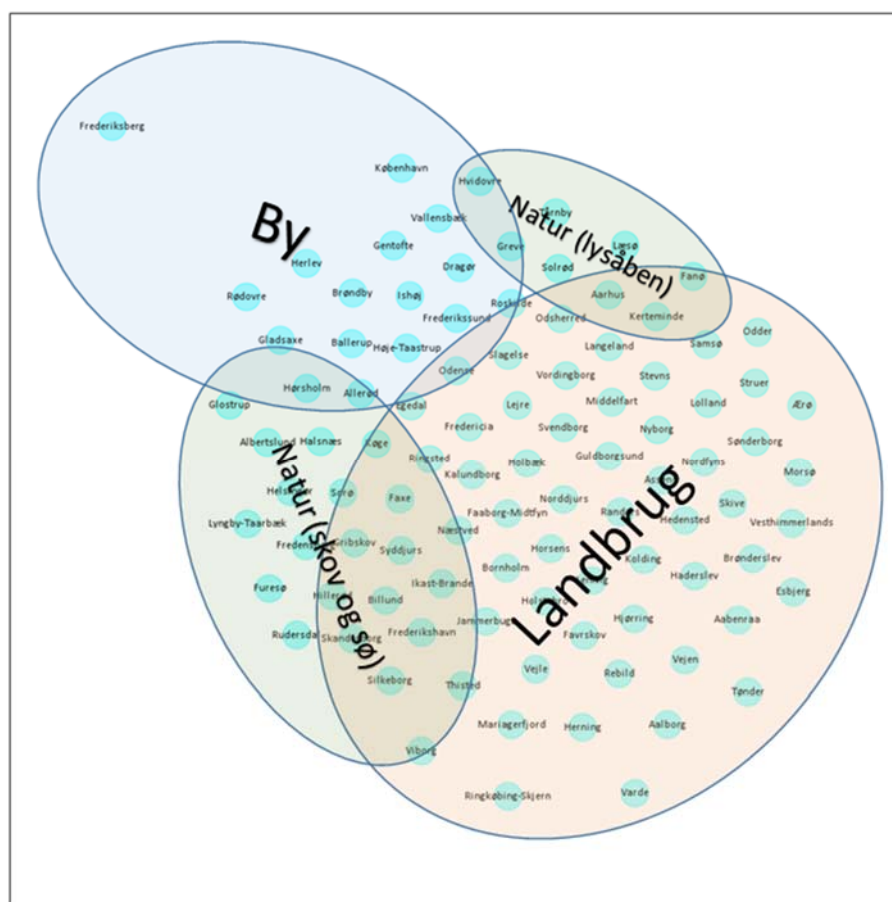 Frederiksberg
København
Hvidovre
Tårnby
Vallensbæk
By
Natur (lysåben)
Gentofte
Greve
Læsø
Herlev
Dragør
Solrød
Fanø
Rødovre
Brøndby
Ishøj
Roskilde
Aarhus
Frederikssund
Odsherred
Kerteminde
Odder
Gladsaxe
Ballerup
Høje-Taastrup
Slagelse
Langeland
Samsø
Odense
Vordingborg
Stevns
Struer
Hørsholm
Allerød
Glostrup
Egedal
Lejre
Middelfart
Lolland
Ærø
Fredericia
Svendborg
Nyborg
Albertslund
Halsnæs
Køge
Ringsted
Holbæk
Guldborgsund
Nordfyns
Sønderborg
Kalundborg
Morsø
Natur (skov og sø)
Sorø
Faxe
Norddjurs
Skive
Lyngby-Taarbæk
Næstved
Faaborg-Midtfyn
Randers
Hedensted
Vesthimmerlands
Gribskov
Syddjurs
Horsens
Landbrug
Kolding
Brønderslev
Bornholm
Haderslev
Furesø
Billund
Ikast-Brande
Esbjerg
Frederikshavn
Jammerbugt
Favrskov
Hjørring
Aabenraa
Silkeborg
Thisted
Vejle
Rebild
Vejen
Tønder
Viborg
Mariagerfjord
Herning
Aalborg
Ringkøbing-Skjern
Varde